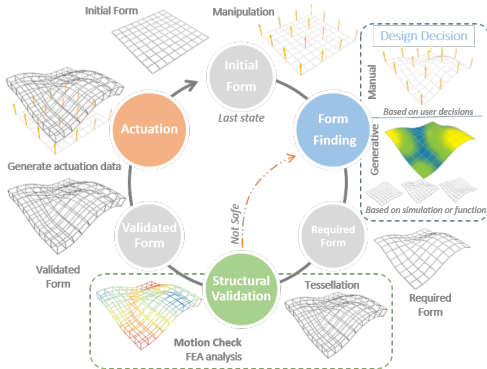 Initial Form
Manipulation
Design Decision
Initial
Form
Last state
Manual
Based on user decisions
Actuation
Form
Finding
Generative
Generate actuation data
Based on simulation or function
Not Safe
Validated
Form
Required
Form
Validated
Form
Structural
Validation
Tessellation
Required
Form
Motion Check
FEA analysis